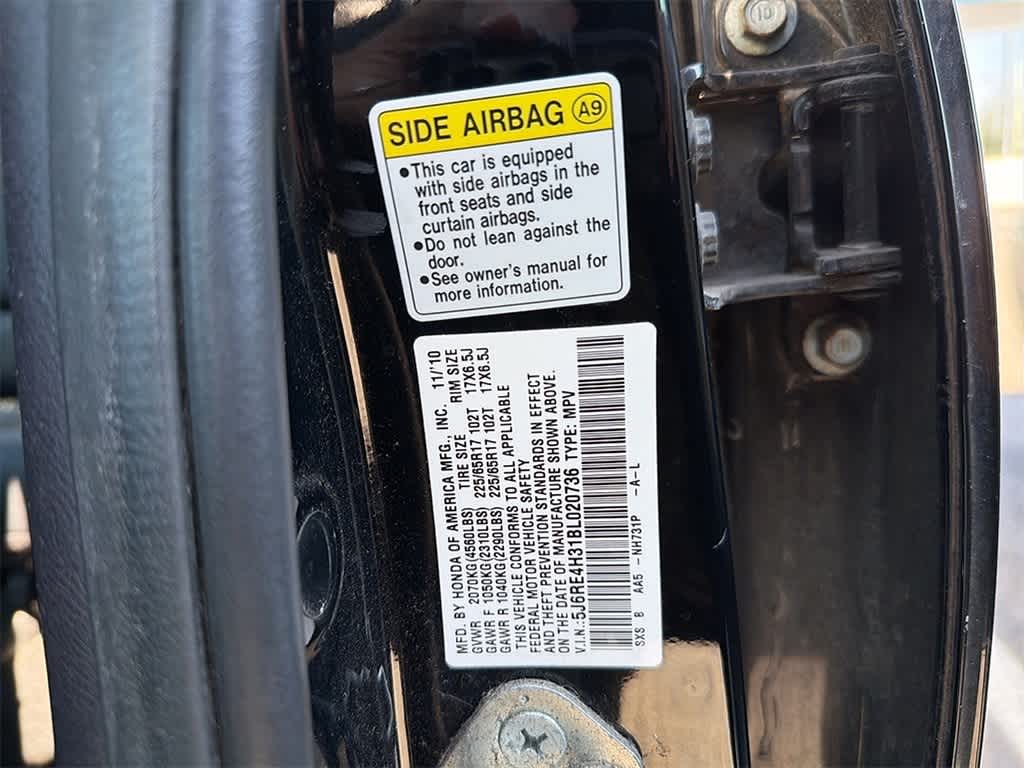 SIDE AIRBAG A9
•This car is equipped
with side airbags in the
front seats and side
curtain airbags.
•Do not lean against the
door.
•See owner's manual for
more information.
MFD. BY HONDA OF AMERICA MFG., INC. 11/'10
TIRE SIZE RIM SIZE
GVWR 2070KG(4560LBS)
GAWR F 1050KG(2310LBS) 225/65R17 102T 17X6.5J
GAWR R 1040KG(2290LBS) 225/65R17 102T 17X6.5J
THIS VEHICLE CONFORMS TO ALL APPLICABLE
FEDERAL MOTOR VEHICLE SAFETY
AND THEFT PREVENTION STANDARDS IN EFFECT
ON THE DATE OF MANUFACTURE SHOWN ABOVE.
V.I.N.:5J6RE4H31BL020736 TYPE: MPV
SXS 8 AA5 -NH731P -A-L
10